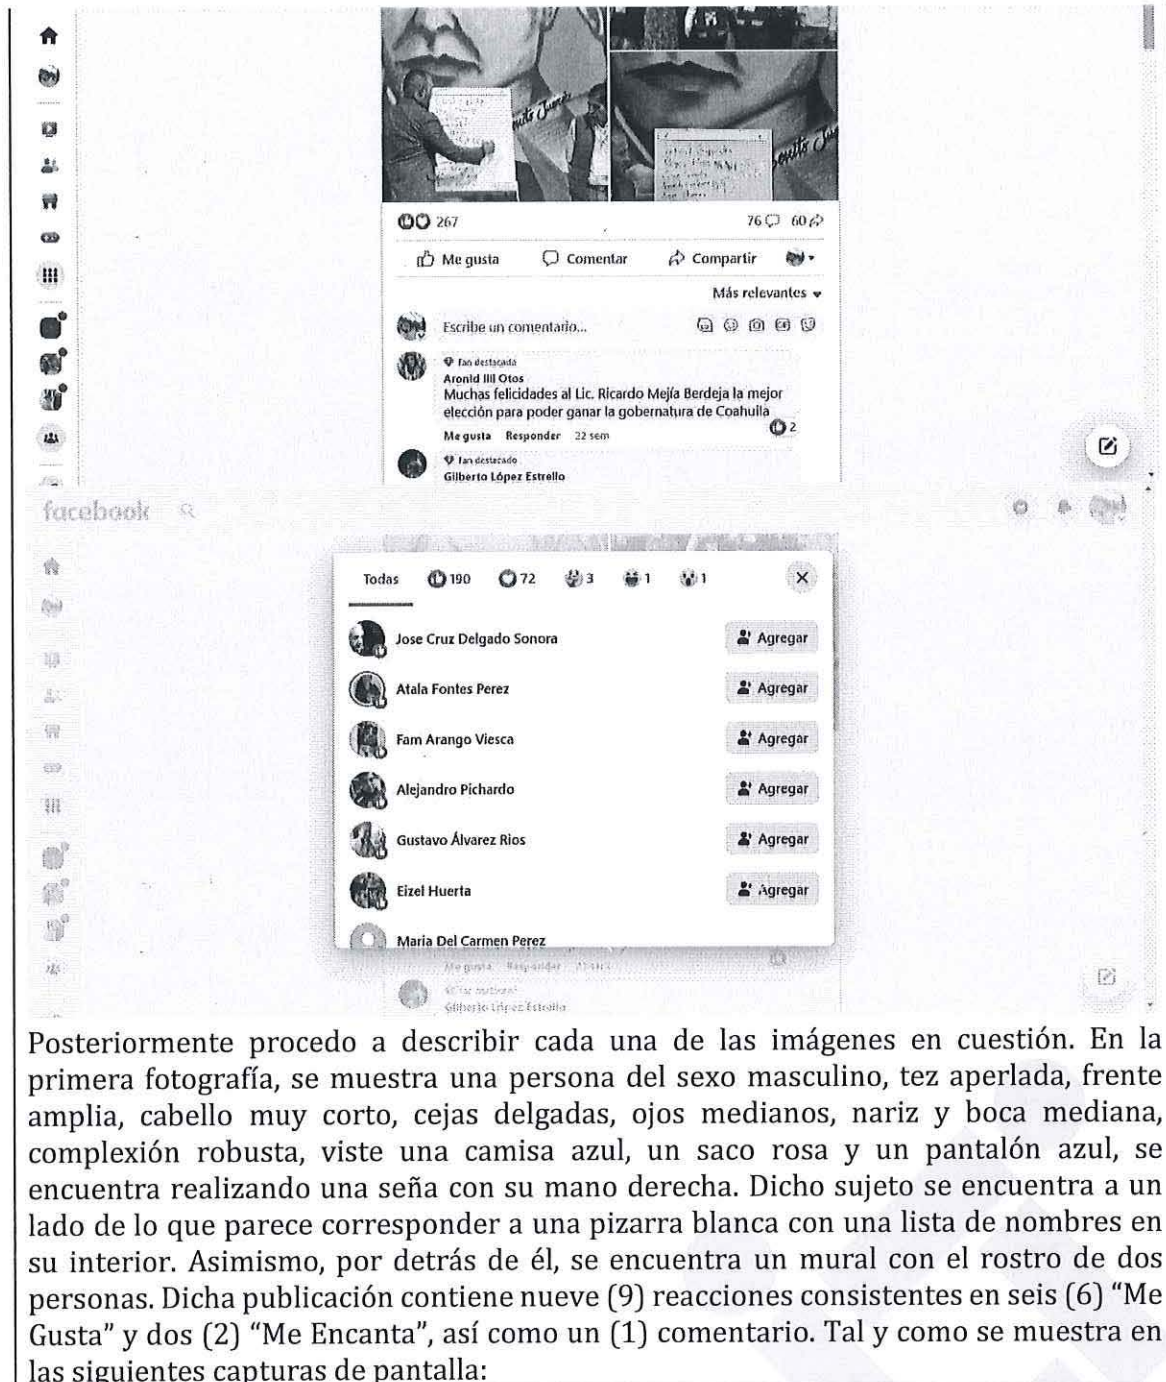 Benito Juárez
267
76 60
Me gusta Comentar Compartir
Más relevantes
Escribe un comentario...
Fan destacada
Aronid IIII Otos
Muchas felicidades al Lic. Ricardo Mejía Berdeja la mejor
elección para poder ganar la gobernatura de Coahuila
2
Me gusta Responder 22 sem
Fan destacado
Gilberto López Estrello
facebook
Todas 190 72 3 1 1
Jose Cruz Delgado Sonora Agregar
Atala Fontes Perez Agregar
Fam Arango Viesca Agregar
Alejandro Pichardo Agregar
Gustavo Álvarez Rios Agregar
Eizel Huerta Agregar
Maria Del Carmen Perez
Me gusta Responder
Gilberto López Estrello
Posteriormente procedo a describir cada una de las imágenes en cuestión. En la
primera fotografía, se muestra una persona del sexo masculino, tez aperlada, frente
amplia, cabello muy corto, cejas delgadas, ojos medianos, nariz y boca mediana,
complexión robusta, viste una camisa azul, un saco rosa y un pantalón azul, se
encuentra realizando una seña con su mano derecha. Dicho sujeto se encuentra a un
lado de lo que parece corresponder a una pizarra blanca con una lista de nombres en
su interior. Asimismo, por detrás de él, se encuentra un mural con el rostro de dos
personas. Dicha publicación contiene nueve (9) reacciones consistentes en seis (6) “Me
Gusta” y dos (2) “Me Encanta”, así como un (1) comentario. Tal y como se muestra en
las siguientes capturas de pantalla: